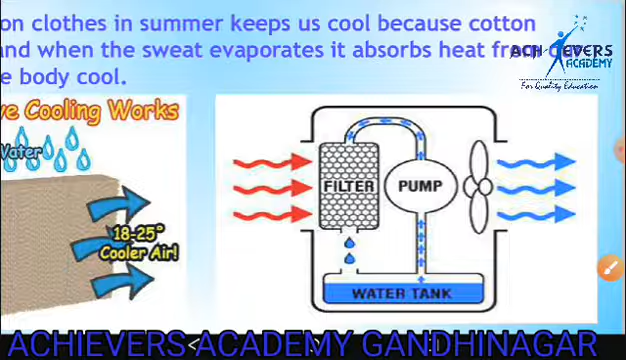 on clothes in summer keeps us cool because cotton
and when the sweat evaporates it absorbs heat from
e body cool.
ACH EVERS
ACADEMY
For Quality Education
ve Cooling Works
Water
18-25°
Cooler Air!
FILTER
PUMP
WATER TANK
ACHIEVERS ACADEMY GANDHINAGAR